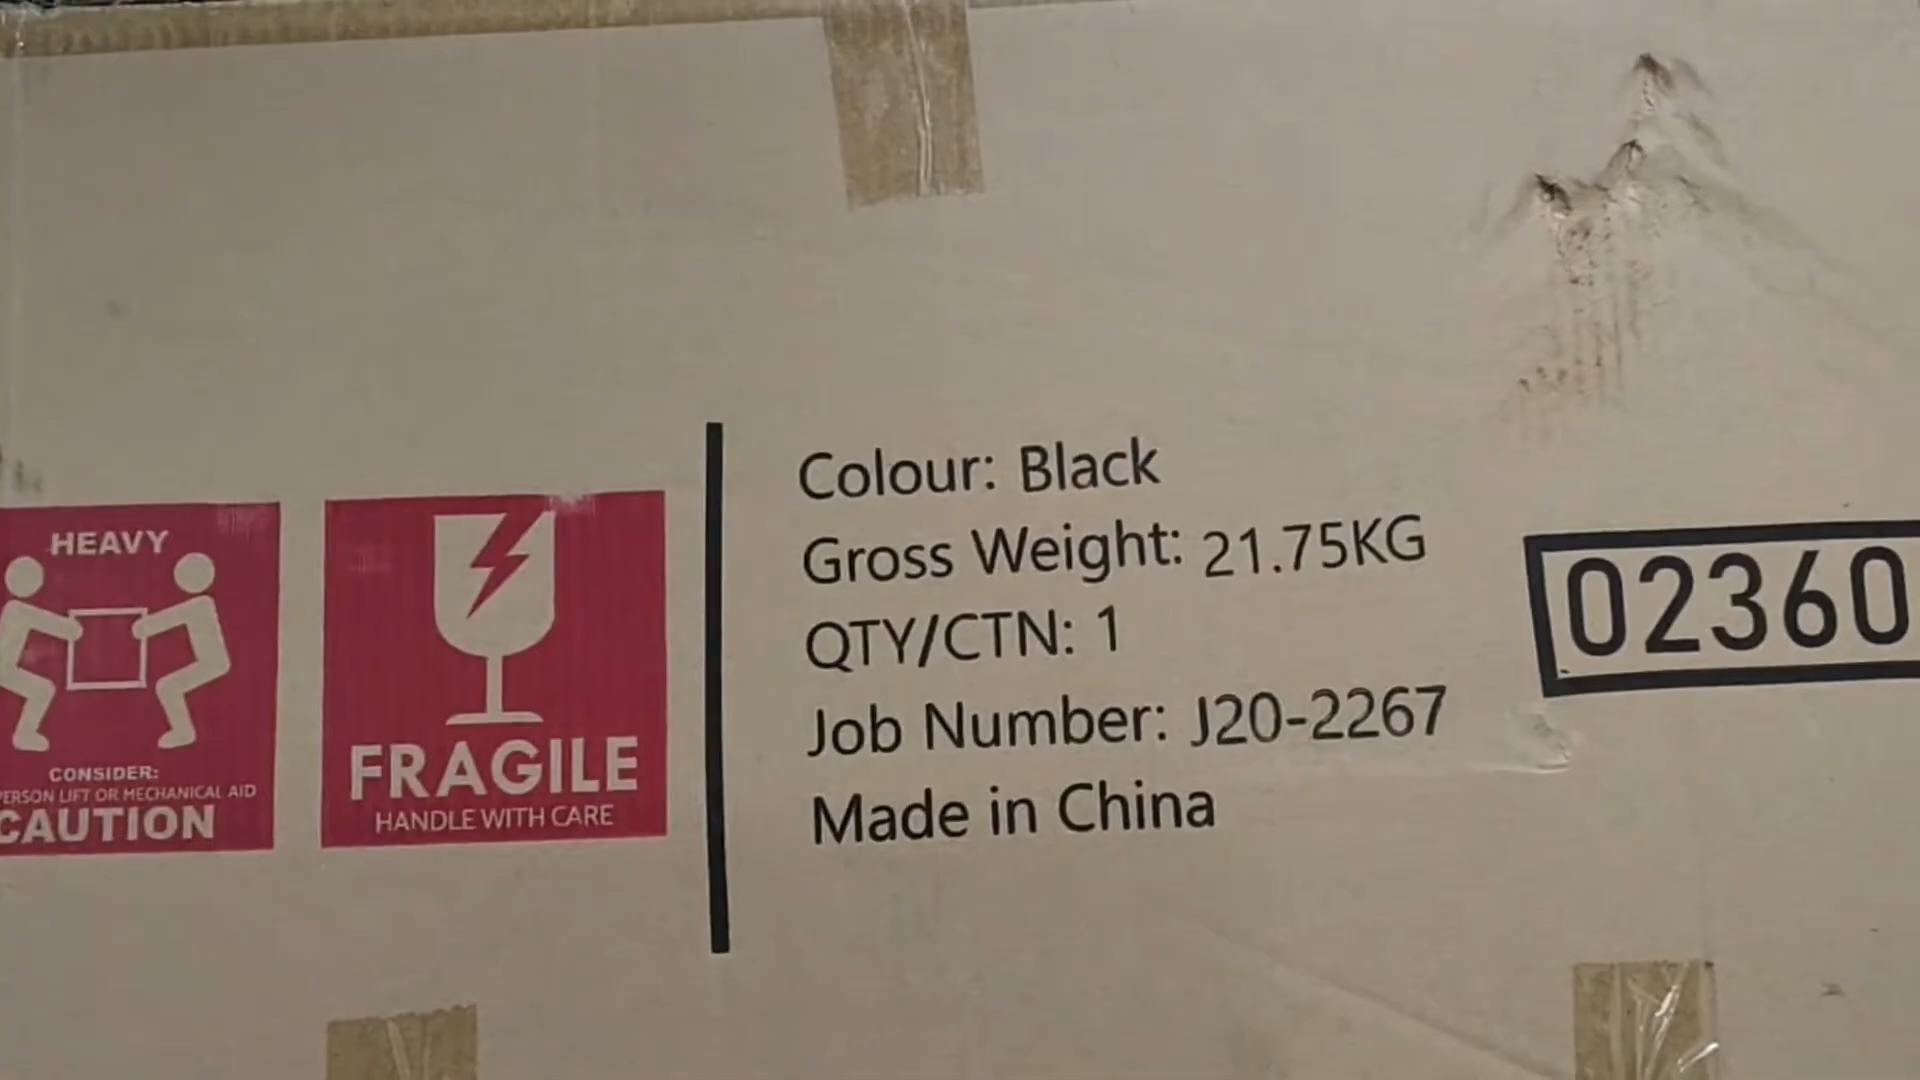 HEAVY
CONSIDER:
LIFT OR MECHANICAL AID
CAUTION
FRAGILE
HANDLE WITH CARE
Colour: Black
Gross Weight: 21.75KG
QTY/CTN: 1
Job Number: J20-2267
Made in China
02360